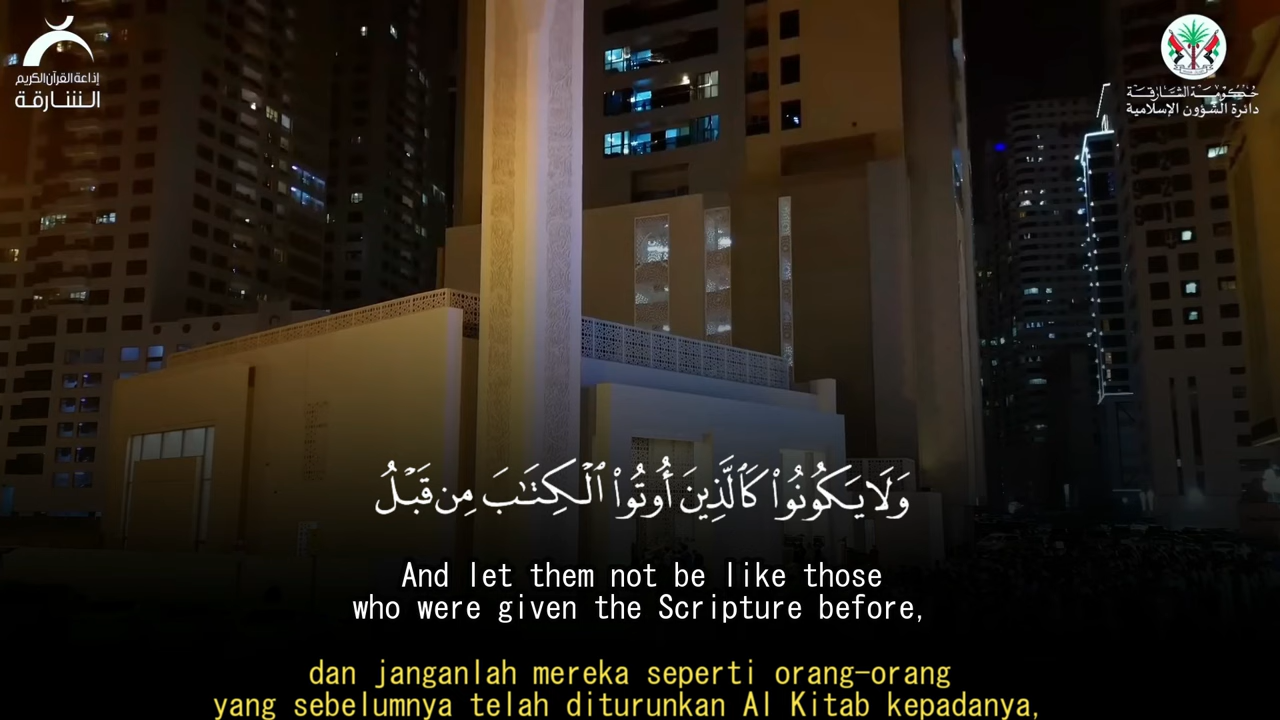 إذاعة القرآن الكريم
الشارقة
حكومة الشارقة
دائرة الشؤون الإسلامية
وَلَا يَكُونُوا۟ كَٱلَّذِينَ أُوتُوا۟ ٱلْكِتَٰبَ مِن قَبْلُ
And let them not be like those
who were given the Scripture before,
dan janganlah mereka seperti orang-orang
yang sebelumnya telah diturunkan Al Kitab kepadanya,